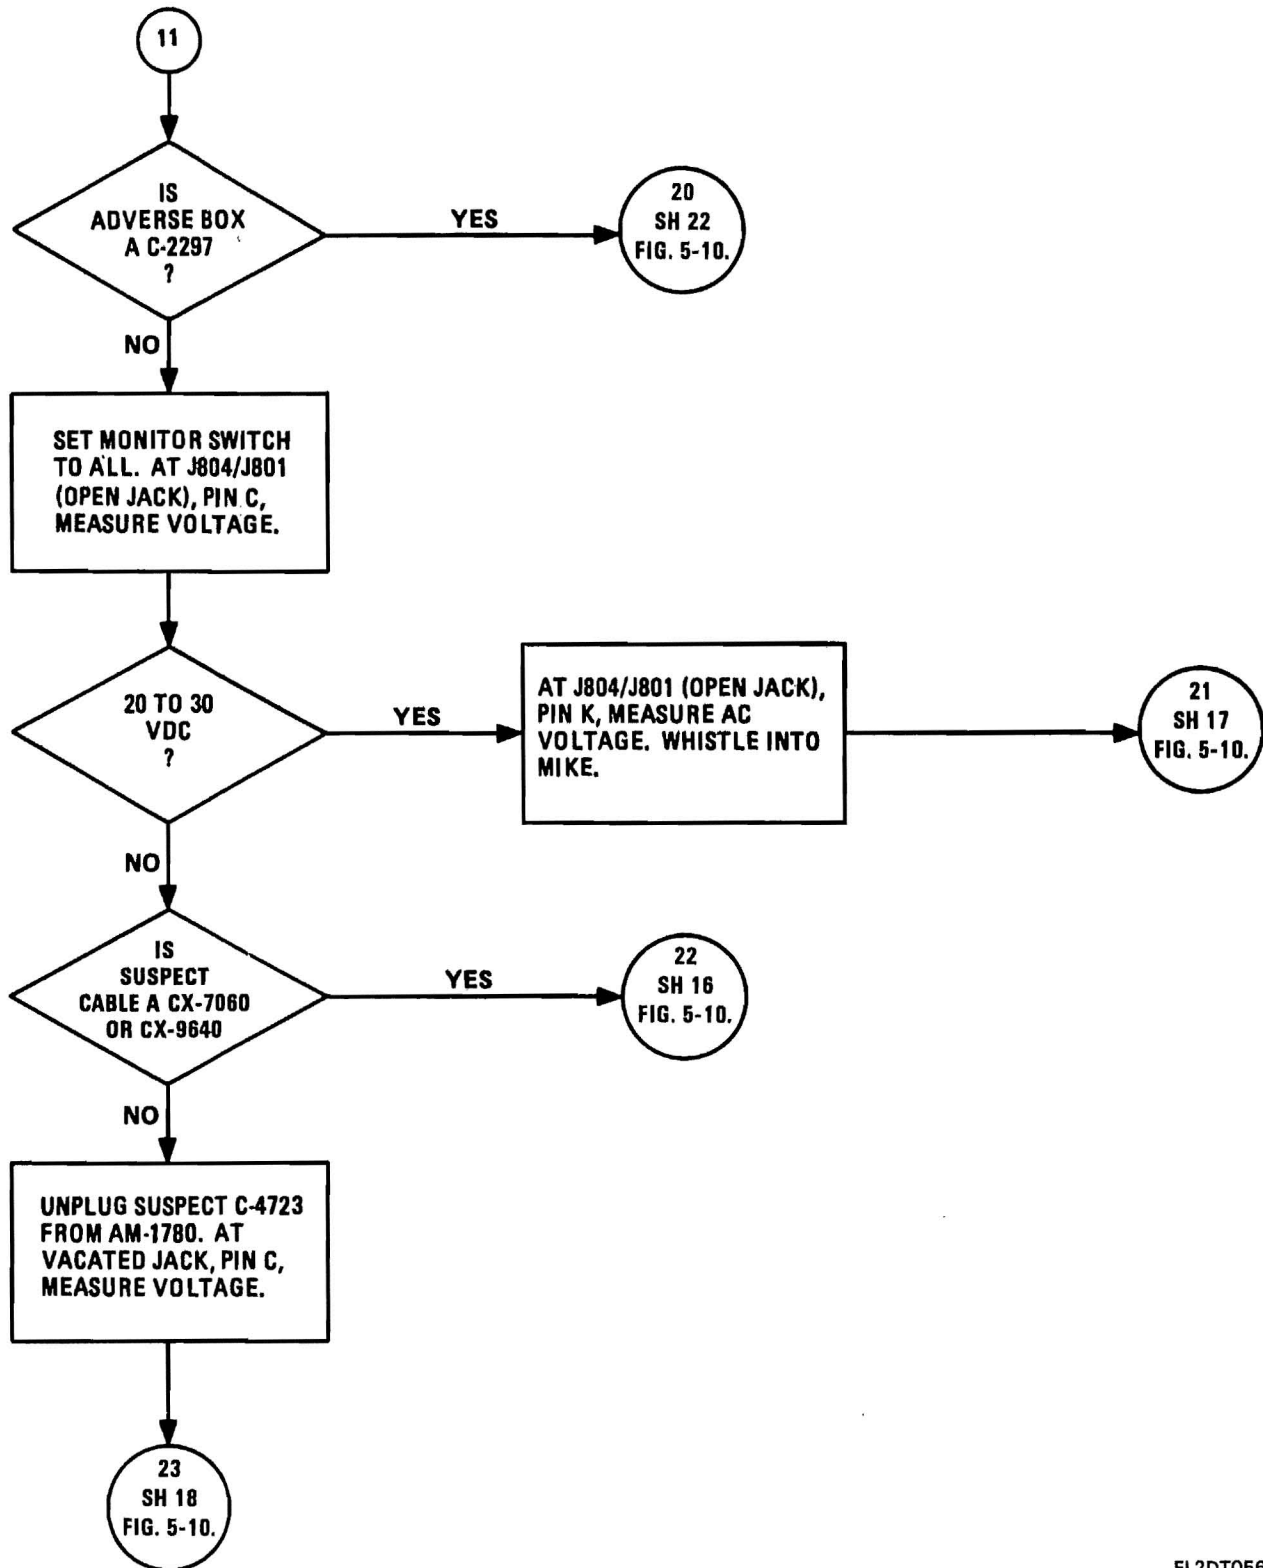 11
IS
ADVERSE BOX
A C-2297
?
YES
20
SH 22
FIG. 5-10.
NO
SET MONITOR SWITCH
TO ALL. AT J804/J801
(OPEN JACK), PIN C,
MEASURE VOLTAGE.
20 TO 30
VDC
?
YES
AT J804/J801 (OPEN JACK),
PIN K, MEASURE AC
VOLTAGE. WHISTLE INTO
MIKE.
21
SH 17
FIG. 5-10.
NO
IS
SUSPECT
CABLE A CX-7060
OR CX-9640
YES
22
SH 16
FIG. 5-10.
NO
UNPLUG SUSPECT C-4723
FROM AM-1780. AT
VACATED JACK, PIN C,
MEASURE VOLTAGE.
23
SH 18
FIG. 5-10.
EL2DT056